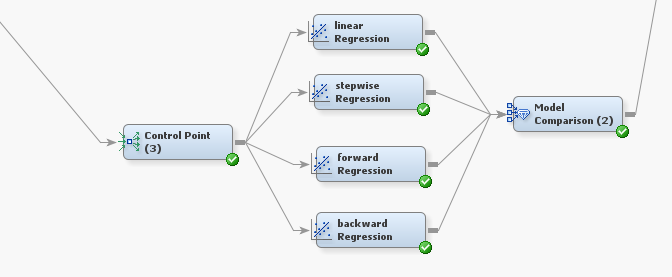 linear
Regression
stepwise
Regression
Control Point
(3)
Model
Comparison (2)
forward
Regression
backward
Regression